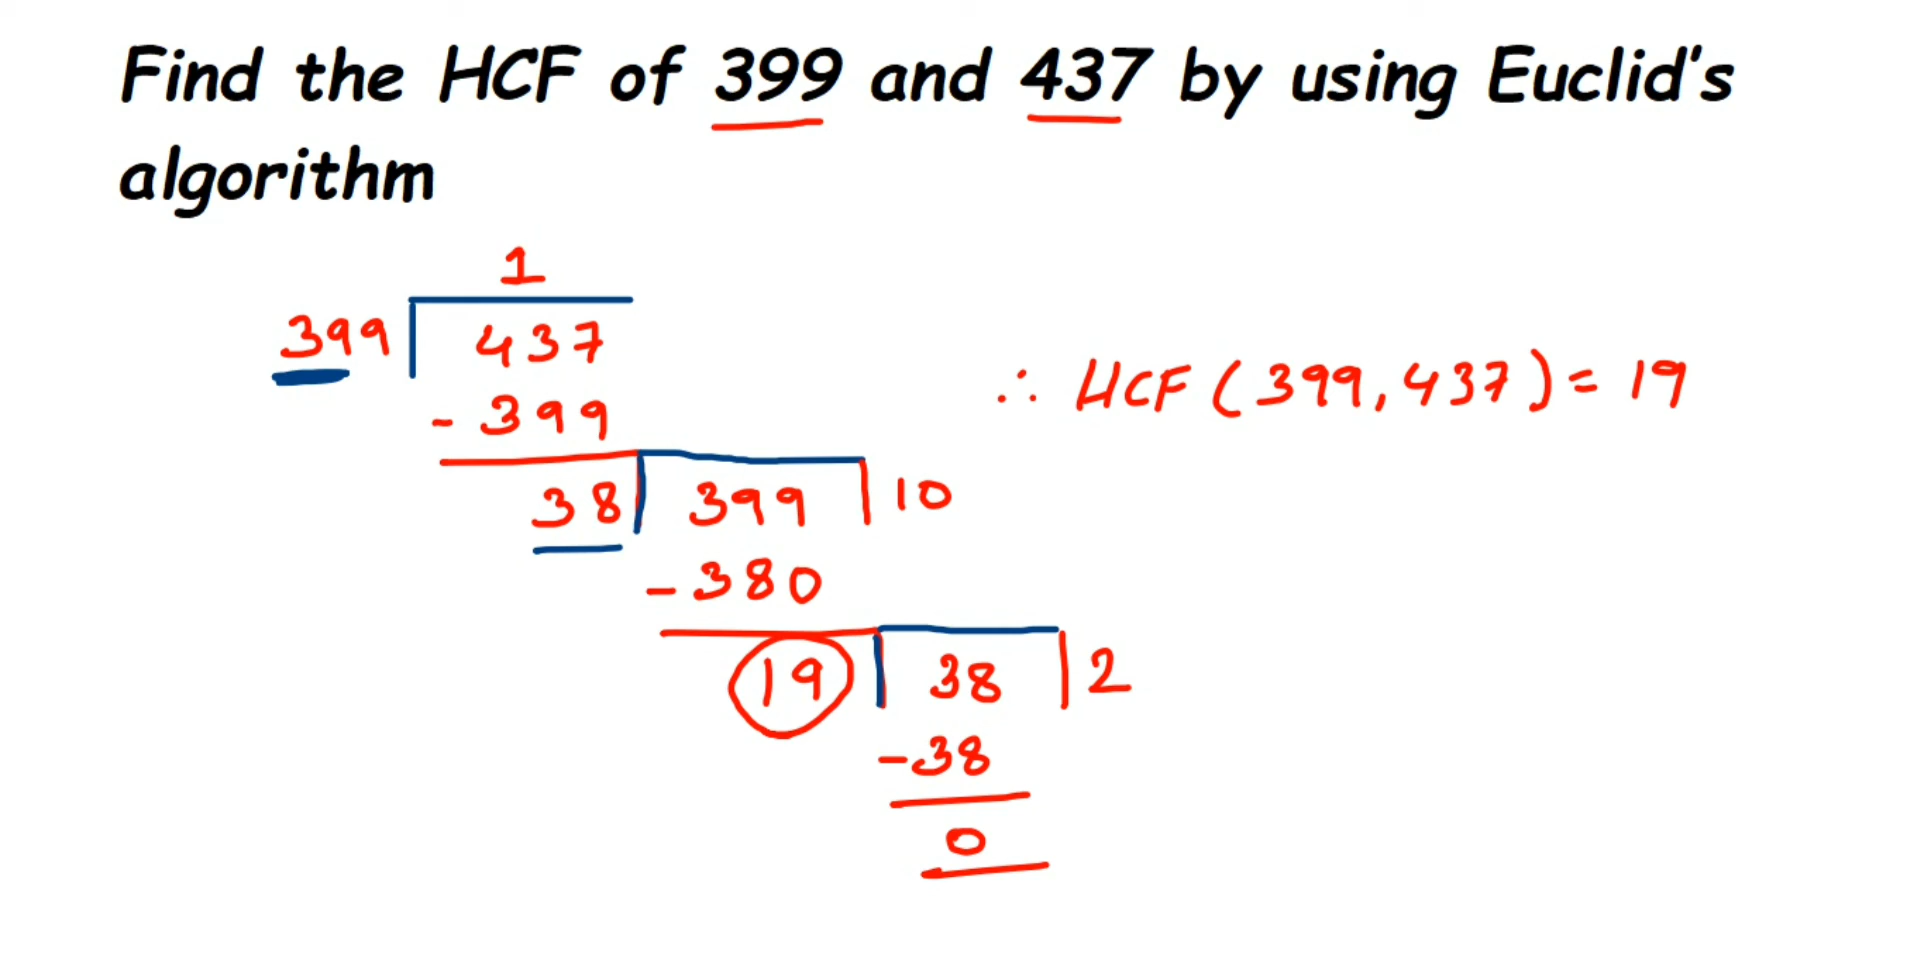 Find the HCF of 399 and 437 by using Euclid's
algorithm
1
399 437
- 399
38 399 10
- 380
19 38 2
- 38
0
∴ HCF (399, 437) = 19